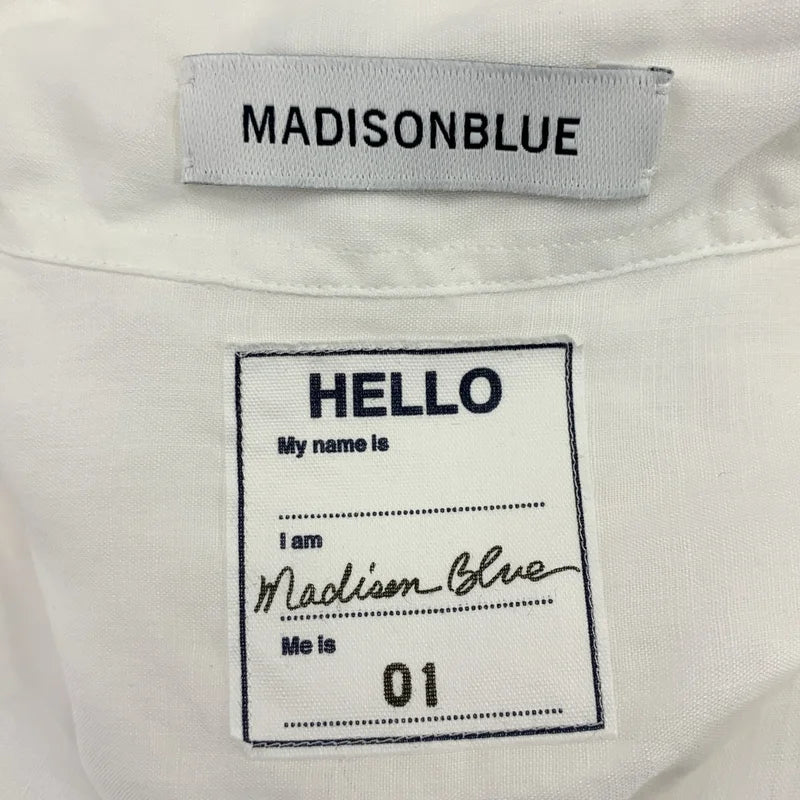 MADISONBLUE
HELLO
My name is
I am
Madison Blue
Me is
01